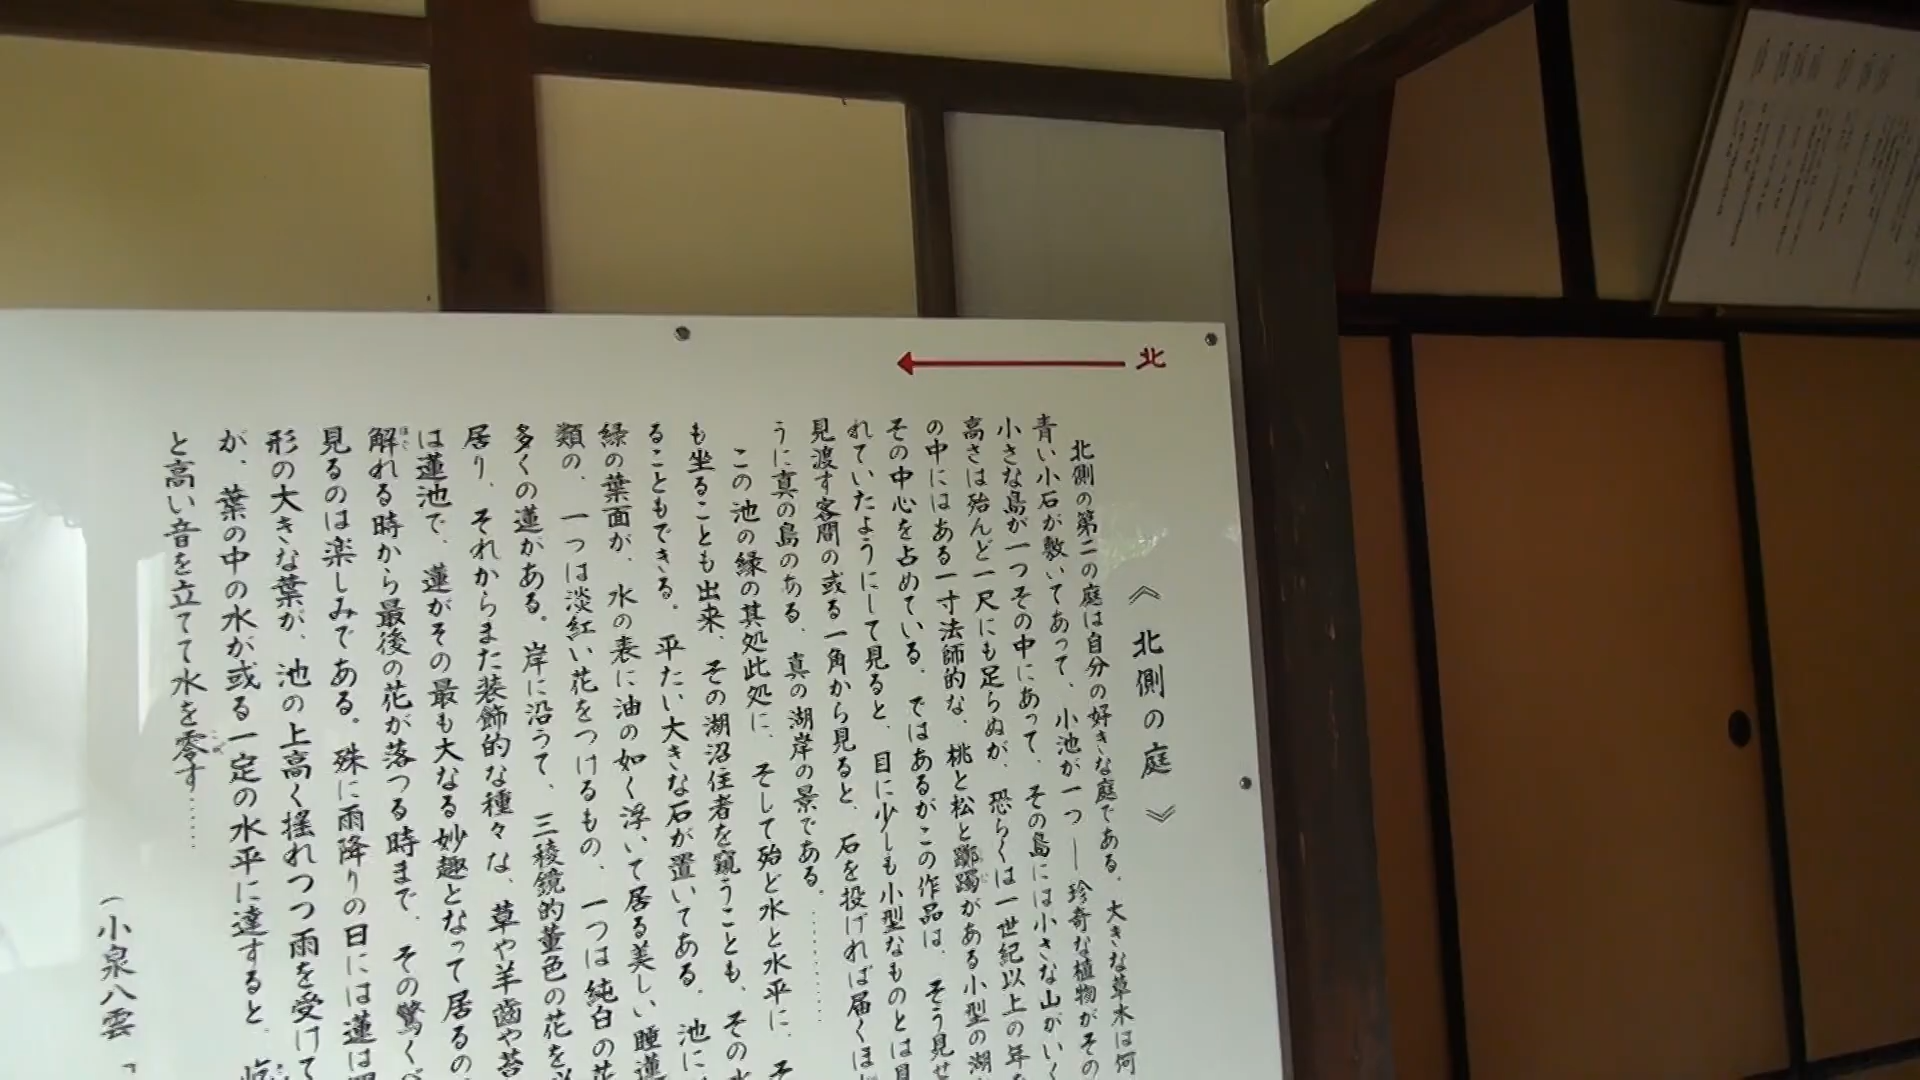 北
《 北側の庭 》
北側の第二の庭は自分の好きな庭である。大きな草木は何
青い小石が敷いてあって、小池が一つ――珍奇な植物がその
小さな島が一つその中にあって、その島には小さな山がいく
高さは殆んど一尺にも足らぬが、恐らくは一世紀以上の年を
の中にはある一寸法師的な、桃と松と躑躅がある小型の湖
その中心を占めている。ではあるがこの作品は、そう見せ
れていたようにして見ると、目に少しも小型なものとは見
見渡す客間の或る一角から見ると、石を投げれば届くほ
うに真の島のある、真の湖岸の景である。………
この池の縁の其処此処に、そして殆ど水と水平に、そ
も坐ることも出来、その湖沼住者を窺うことも、その水
ることもできる。平たい大きな石が置いてある。池に
緑の葉面が、水の表に油の如く浮いて居る美しい睡蓮
類の、一つは淡紅い花をつけるもの、一つは純白の花
多くの蓮がある。岸に沿うて、三稜鏡的菫色の花を
居り、それからまた装飾的な種々な、草や羊齒や苔
は蓮池で、蓮がその最も大なる妙趣となって居るの
解れる時から最後の花が落つる時まで、その驚くべ
見るのは楽しみである。殊に雨降りの日には蓮は
形の大きな葉が、池の上高く揺れつつ雨を受けて
が、葉の中の水が或る一定の水平に達すると、
と高い音を立てて水を零す……
（小泉八雲「